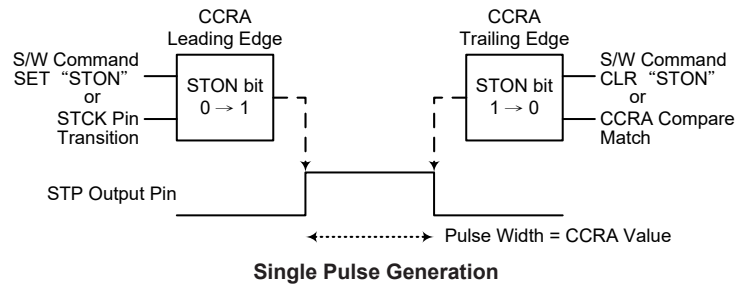 CCRA
Leading Edge
S/W Command
SET “STON”
or
STCK Pin
Transition
STON bit
0 → 1
CCRA
Trailing Edge
STON bit
1 → 0
S/W Command
CLR “STON”
or
CCRA Compare
Match
STP Output Pin
Pulse Width = CCRA Value
Single Pulse Generation